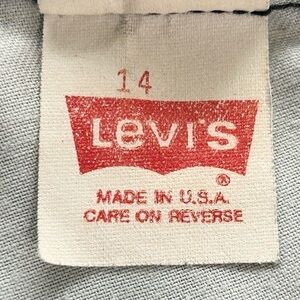 14
Levi's
®
MADE IN U.S.A.
CARE ON REVERSE